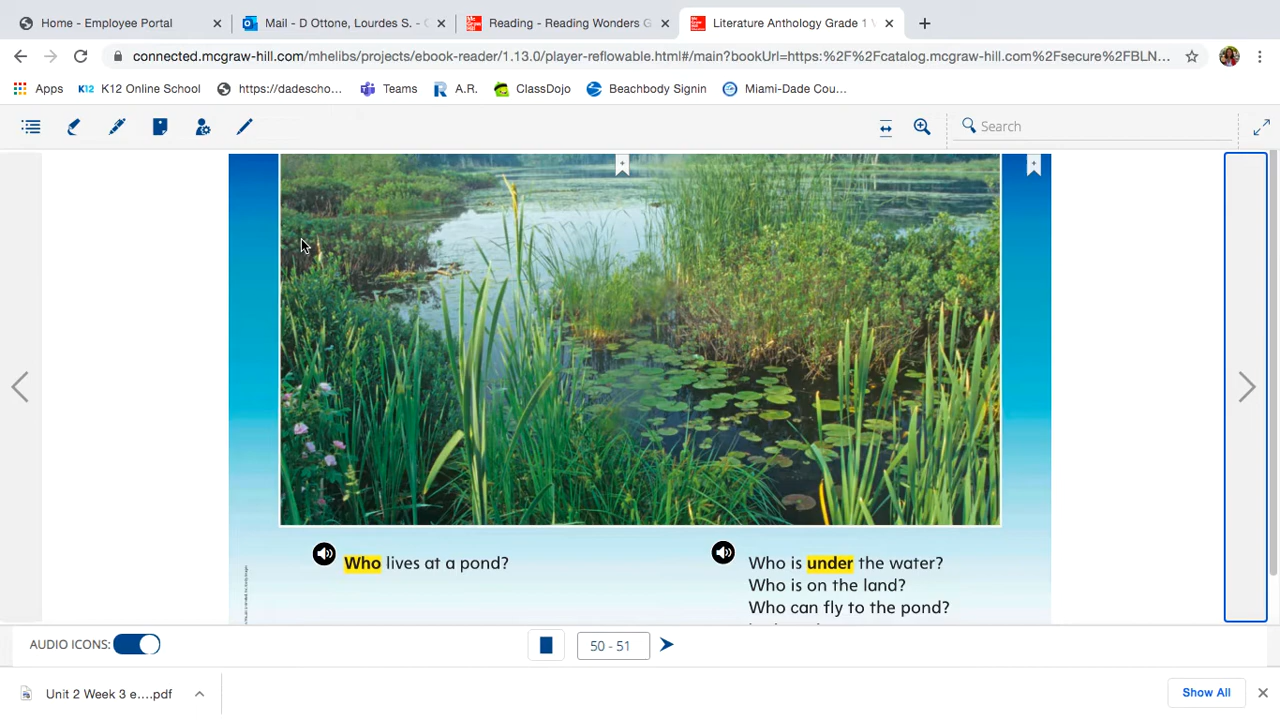 Home - Employee Portal
Mail - D Ottone, Lourdes S. - O
Reading - Reading Wonders G
Literature Anthology Grade 1 V
connected.mcgraw-hill.com/mhelibs/projects/ebook-reader/1.13.0/player-reflowable.html#/main?bookUrl=https:%2F%2Fcatalog.mcgraw-hill.com%2Fsecure%2FBLN...
Apps
K12 K12 Online School
https://dadescho...
Teams
A.R.
ClassDojo
Beachbody Signin
Miami-Dade Cou...
Search
Who lives at a pond?
Who is under the water?
Who is on the land?
Who can fly to the pond?
AUDIO ICONS:
50 - 51
Unit 2 Week 3 e....pdf
Show All